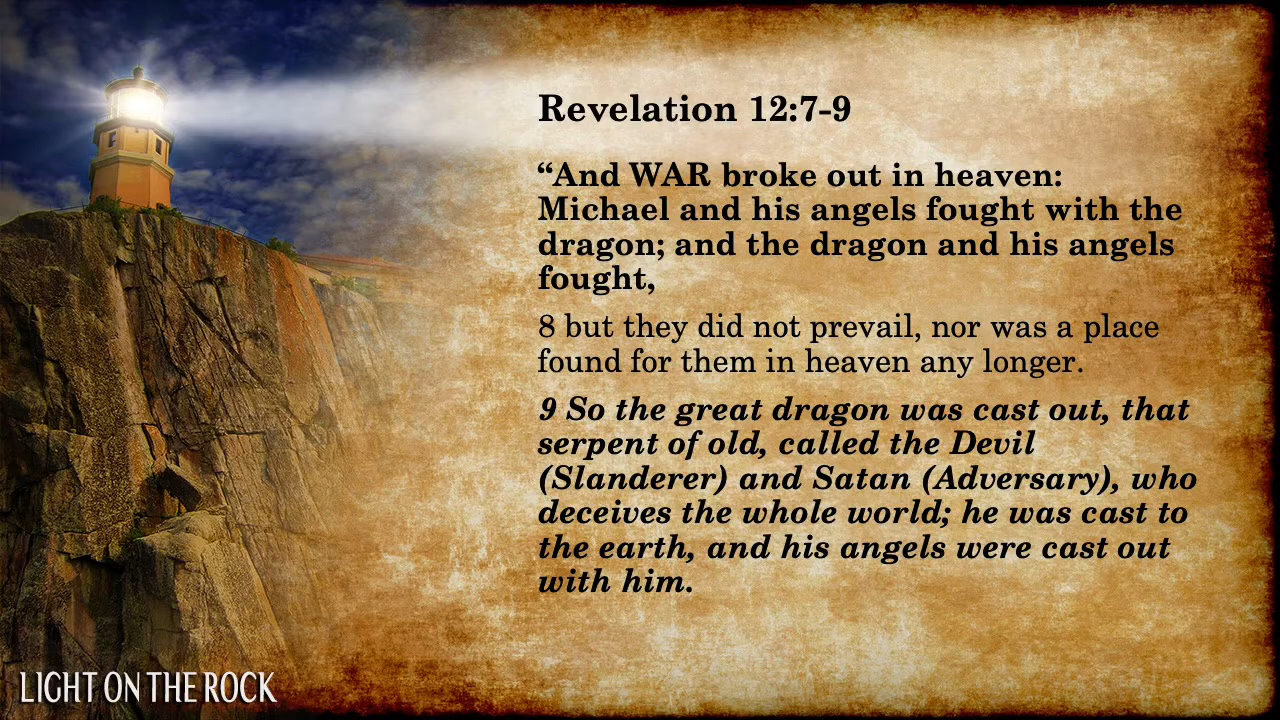 Revelation 12:7-9
“And WAR broke out in heaven:
Michael and his angels fought with the
dragon; and the dragon and his angels
fought,
8 but they did not prevail, nor was a place
found for them in heaven any longer.
9 So the great dragon was cast out, that
serpent of old, called the Devil
(Slanderer) and Satan (Adversary), who
deceives the whole world; he was cast to
the earth, and his angels were cast out
with him.
LIGHT ON THE ROCK